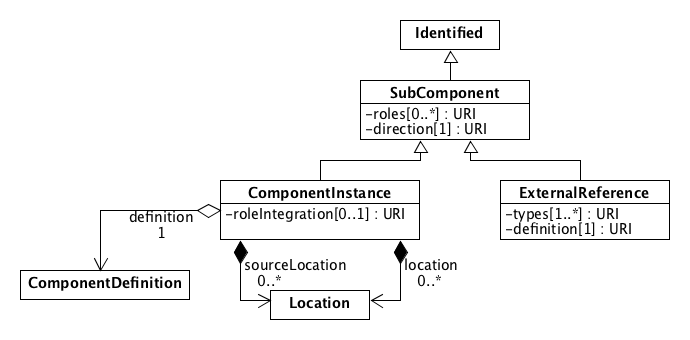 Identified
SubComponent
-roles[0..*] : URI
-direction[1] : URI
ComponentInstance
-roleIntegration[0..1] : URI
ExternalReference
-types[1..*] : URI
-definition[1] : URI
definition
1
ComponentDefinition
sourceLocation
0..*
location
0..*
Location